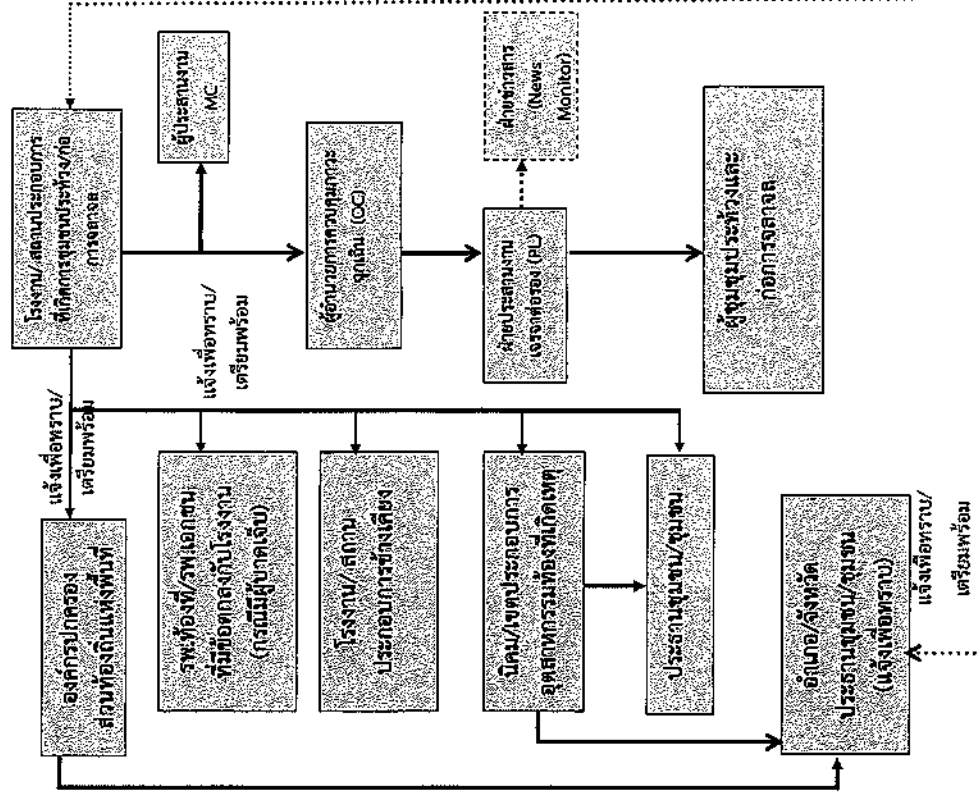 โรงงาน/สถานประกอบการ
ที่เกิดการชุมชนประท้วง/ก่อ
การจลาจล
ผู้ประสานงาน
MC
แจ้งเพื่อทราบ/
เตรียมพร้อม
แจ้งเพื่อทราบ/
เตรียมพร้อม
องค์กรปกครอง
ส่วนท้องถิ่นแห่งพื้นที่
รพ.ท้องที่/รพ.เอกชน
ที่มีข้อตกลงกับโรงงาน
(กรณีมีผู้บาดเจ็บ)
โรงงาน/สถาน
ประกอบการข้างเคียง
นิคม/เขตประกอบการ
อุตสาหกรรมท้องที่เกิดเหตุ
ประธานชุมชน/ชุมชน
อำเภอ/จังหวัด
ประธานชุมชน/ชุมชน
(แจ้งเพื่อทราบ)
แจ้งเพื่อทราบ/
เตรียมพร้อม
ผู้อำนวยการควบคุมภาวะ
ฉุกเฉิน (OC)
ฝ่ายประสานงาน
เจรจาต่อรอง (PL)
ฝ่ายข่าวสาร
(News
Monitor)
ผู้ชุมชุมประท้วงและ
ก่อการจลาจล